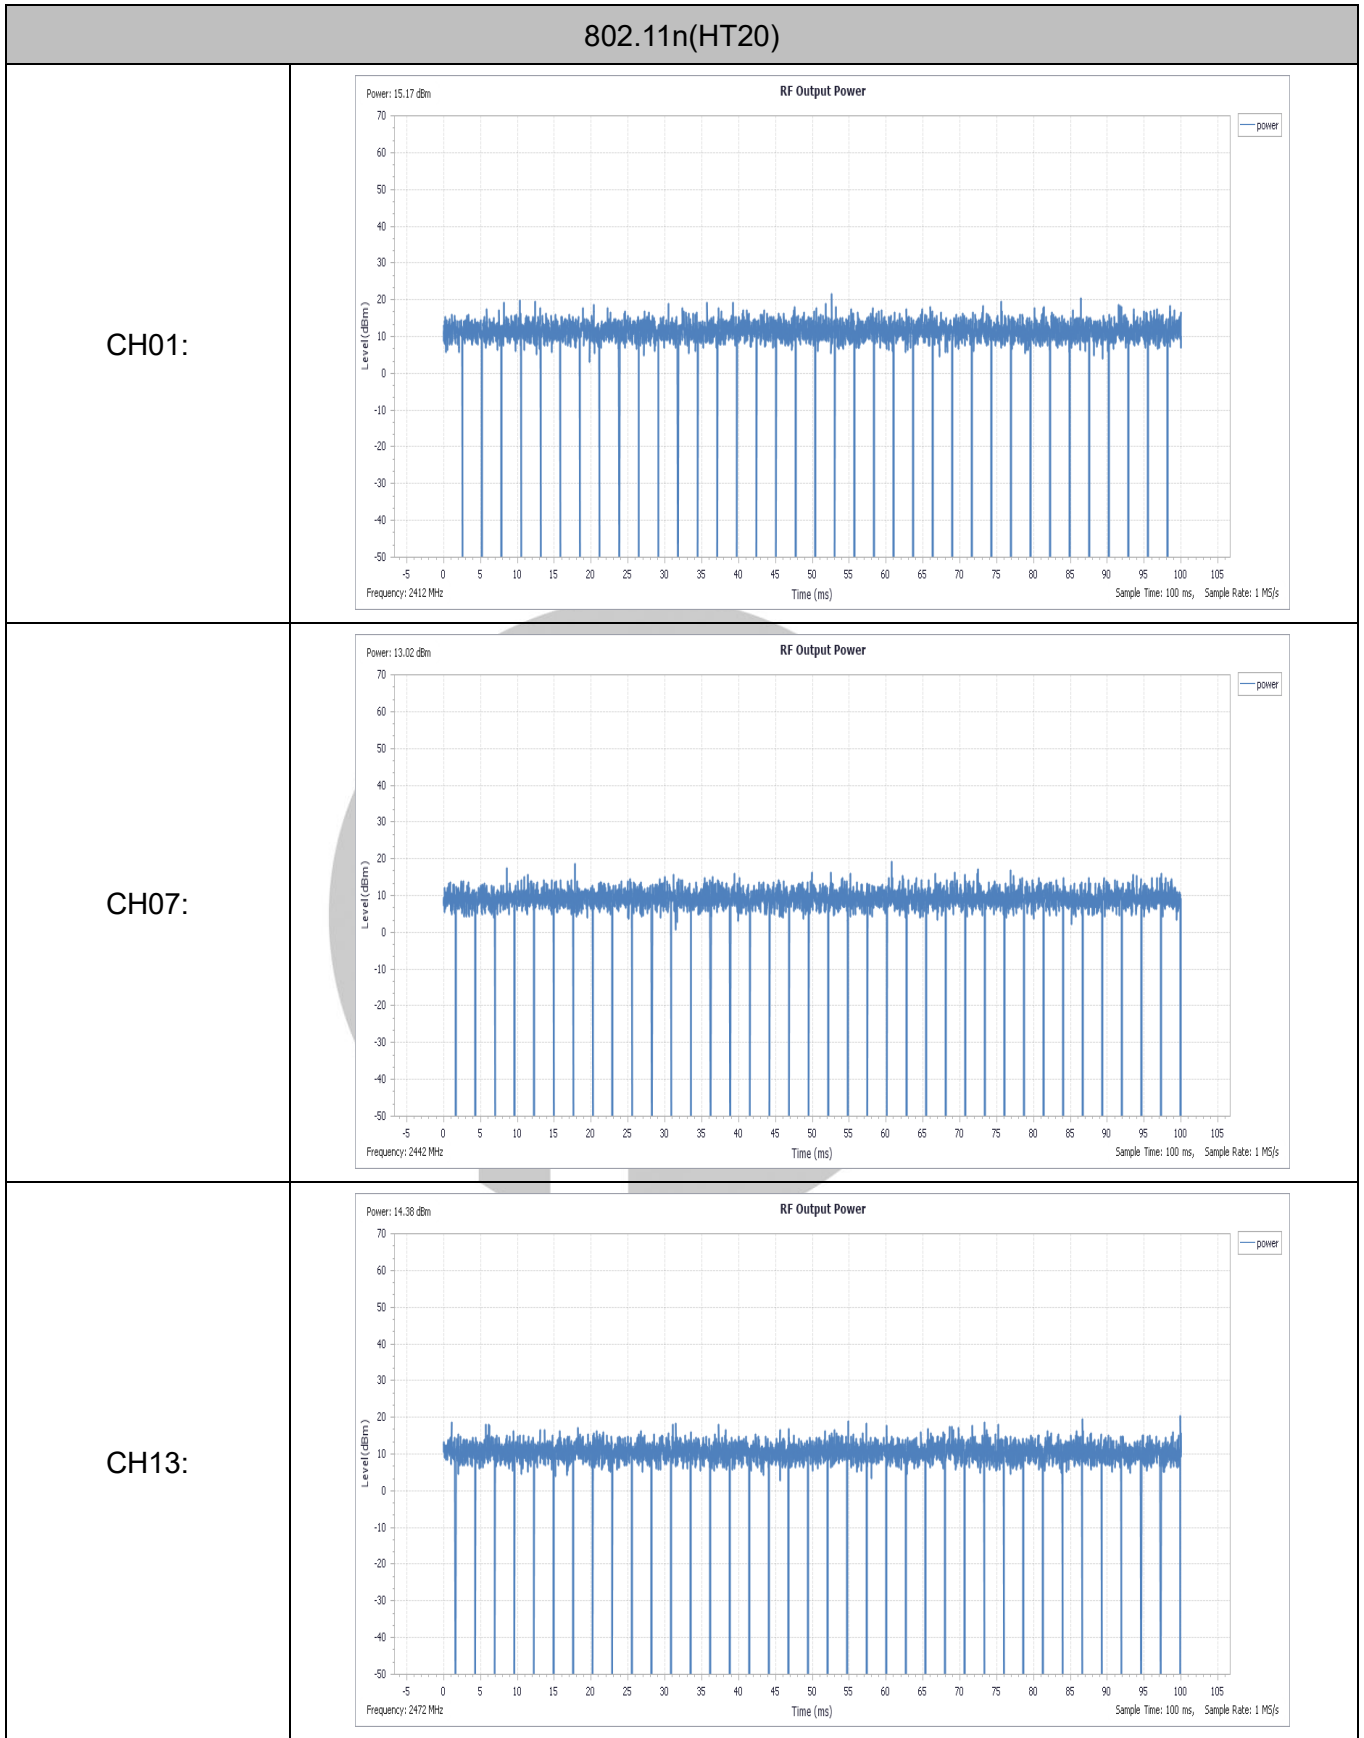 802.11n(HT20)
CH01:
Power: 15.17 dBm
RF Output Power
power
Level(dBm)
70
60
50
40
30
20
10
0
-10
-20
-30
-40
-50
-5 0 5 10 15 20 25 30 35 40 45 50 55 60 65 70 75 80 85 90 95 100 105
Frequency: 2412 MHz
Time (ms)
Sample Time: 100 ms, Sample Rate: 1 MS/s
CH07:
Power: 13.02 dBm
RF Output Power
power
Level(dBm)
70
60
50
40
30
20
10
0
-10
-20
-30
-40
-50
-5 0 5 10 15 20 25 30 35 40 45 50 55 60 65 70 75 80 85 90 95 100 105
Frequency: 2442 MHz
Time (ms)
Sample Time: 100 ms, Sample Rate: 1 MS/s
CH13:
Power: 14.38 dBm
RF Output Power
power
Level(dBm)
70
60
50
40
30
20
10
0
-10
-20
-30
-40
-50
-5 0 5 10 15 20 25 30 35 40 45 50 55 60 65 70 75 80 85 90 95 100 105
Frequency: 2472 MHz
Time (ms)
Sample Time: 100 ms, Sample Rate: 1 MS/s